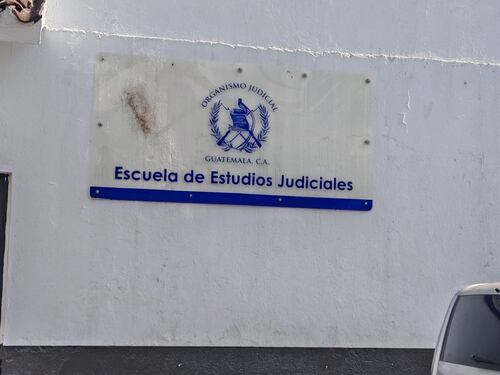 ORGANISMO JUDICIAL
GUATEMALA, C.A.
Escuela de Estudios Judiciales